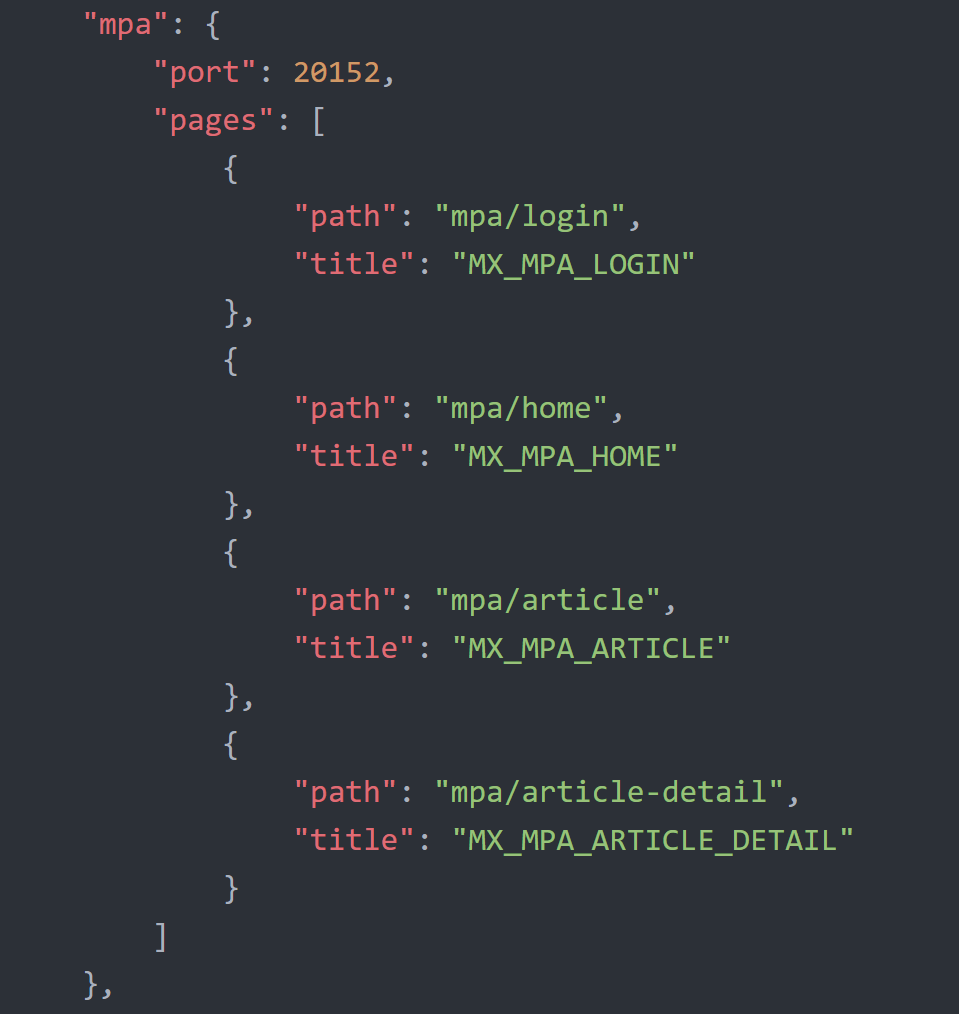 "mpa": {
"port": 20152,
"pages": [
{
"path": "mpa/login",
"title": "MX_MPA_LOGIN"
},
{
"path": "mpa/home",
"title": "MX_MPA_HOME"
},
{
"path": "mpa/article",
"title": "MX_MPA_ARTICLE"
},
{
"path": "mpa/article-detail",
"title": "MX_MPA_ARTICLE_DETAIL"
}
]
},